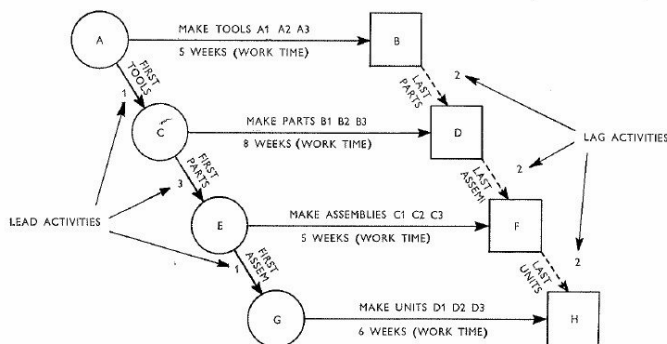 A
MAKE TOOLS A1 A2 A3
5 WEEKS (WORK TIME)
B
FIRST
TOOLS
1
LAST
PARTS
2
C
MAKE PARTS B1 B2 B3
8 WEEKS (WORK TIME)
D
LAG ACTIVITIES
FIRST
PARTS
3
LAST
ASSEMI
2
LEAD ACTIVITIES
E
MAKE ASSEMBLIES C1 C2 C3
5 WEEKS (WORK TIME)
F
FIRST
ASSEM
1
LAST
UNITS
2
G
MAKE UNITS D1 D2 D3
6 WEEKS (WORK TIME)
H